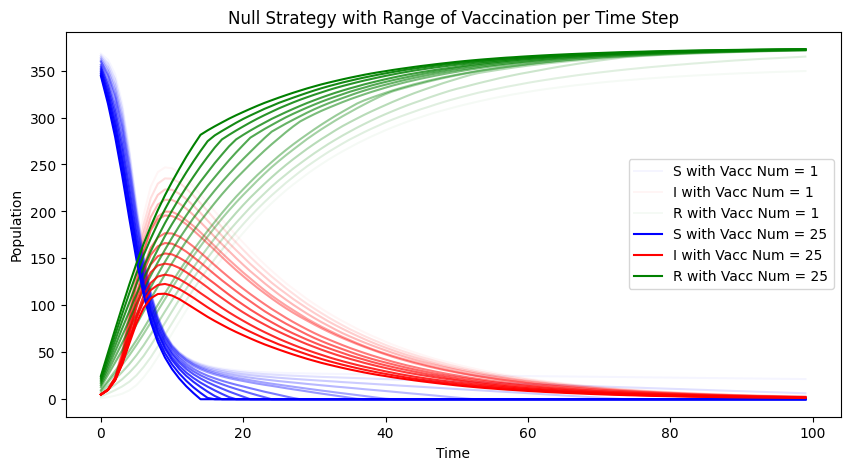 Null Strategy with Range of Vaccination per Time Step
Population
350
300
250
200
150
100
50
0
0 20 40 60 80 100
Time
S with Vacc Num = 1
I with Vacc Num = 1
R with Vacc Num = 1
S with Vacc Num = 25
I with Vacc Num = 25
R with Vacc Num = 25